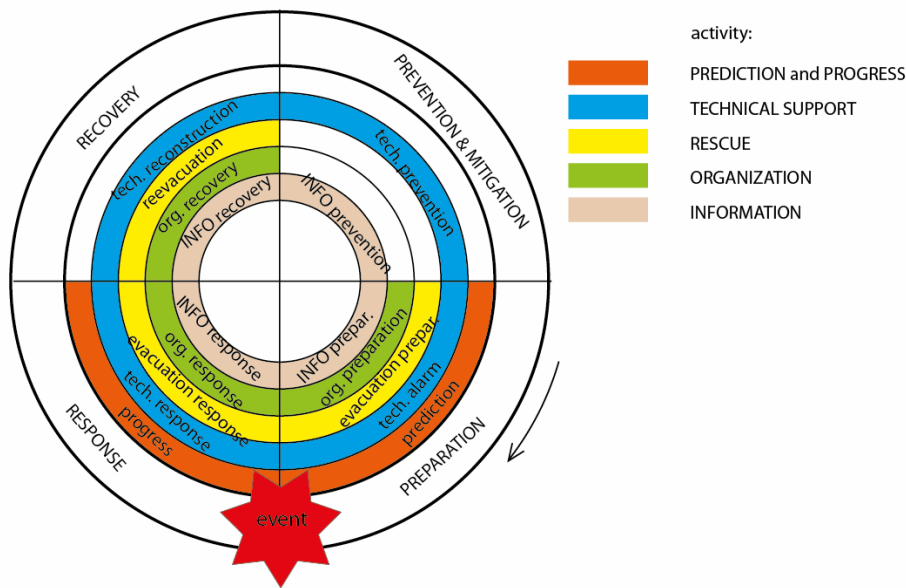 activity:
PREDICTION and PROGRESS
TECHNICAL SUPPORT
RESCUE
ORGANIZATION
INFORMATION
RECOVERY
PREVENTION & MITIGATION
tech. reconstruction
reevacuation
org. recovery
INFO recovery
INFO prevention
tech. prevention
INFO response
org. response
evacuation response
tech. response
progress
RESPONSE
INFO prepar.
org. preparation
evacuation prepar.
tech. alarm
prediction
PREPARATION
event